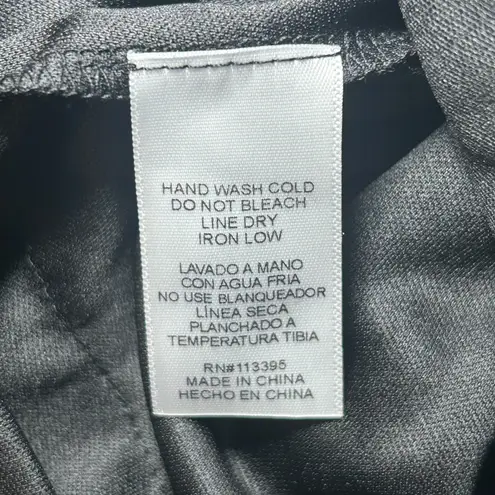 HAND WASH COLD
DO NOT BLEACH
LINE DRY
IRON LOW
LAVADO A MANO
CON AGUA FRIA
NO USE BLANQUEADOR
LÍNEA SECA
PLANCHADO A
TEMPERATURA TIBIA
RN#113395
MADE IN CHINA
HECHO EN CHINA